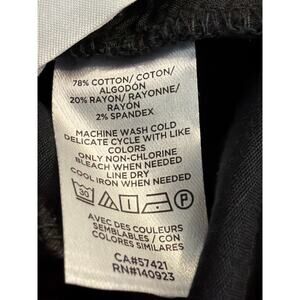 78% COTTON/ COTON/
ALGODÓN
20% RAYON/ RAYONNE/
RAYÓN
2% SPANDEX
MACHINE WASH COLD
DELICATE CYCLE WITH LIKE
COLORS
ONLY NON-CHLORINE
BLEACH WHEN NEEDED
LINE DRY
COOL IRON WHEN NEEDED
30 P
AVEC DES COULEURS
SEMBLABLES / CON
COLORES SIMILARES
CA#57421
RN#140923